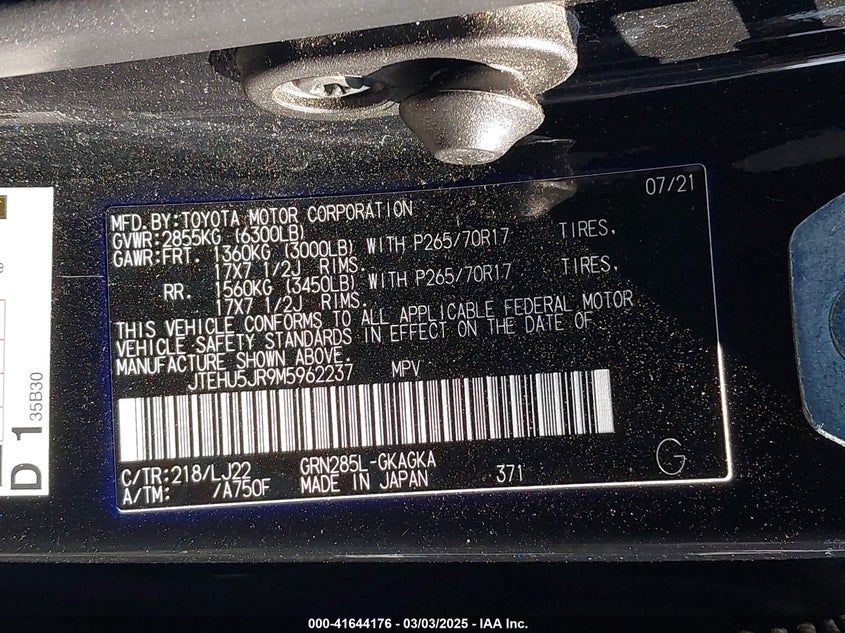 07/21
MFD.BY:TOYOTA MOTOR CORPORATION
GVWR:2855KG (6300LB)
GAWR:FRT. 1360KG (3000LB) WITH P265/70R17 TIRES,
17X7 1/2J RIMS.
RR. 1560KG (3450LB) WITH P265/70R17 TIRES,
17X7 1/2J RIMS.
THIS VEHICLE CONFORMS TO ALL APPLICABLE FEDERAL MOTOR
VEHICLE SAFETY STANDARDS IN EFFECT ON THE DATE OF
MANUFACTURE SHOWN ABOVE.
JTEHU5JR9M5962237 MPV
C/TR:218/LJ22 GRN285L-GKAGKA
A/TM: /A750F MADE IN JAPAN 371 G
D 1
35B30
000-41644176 - 03/03/2025 - IAA Inc.